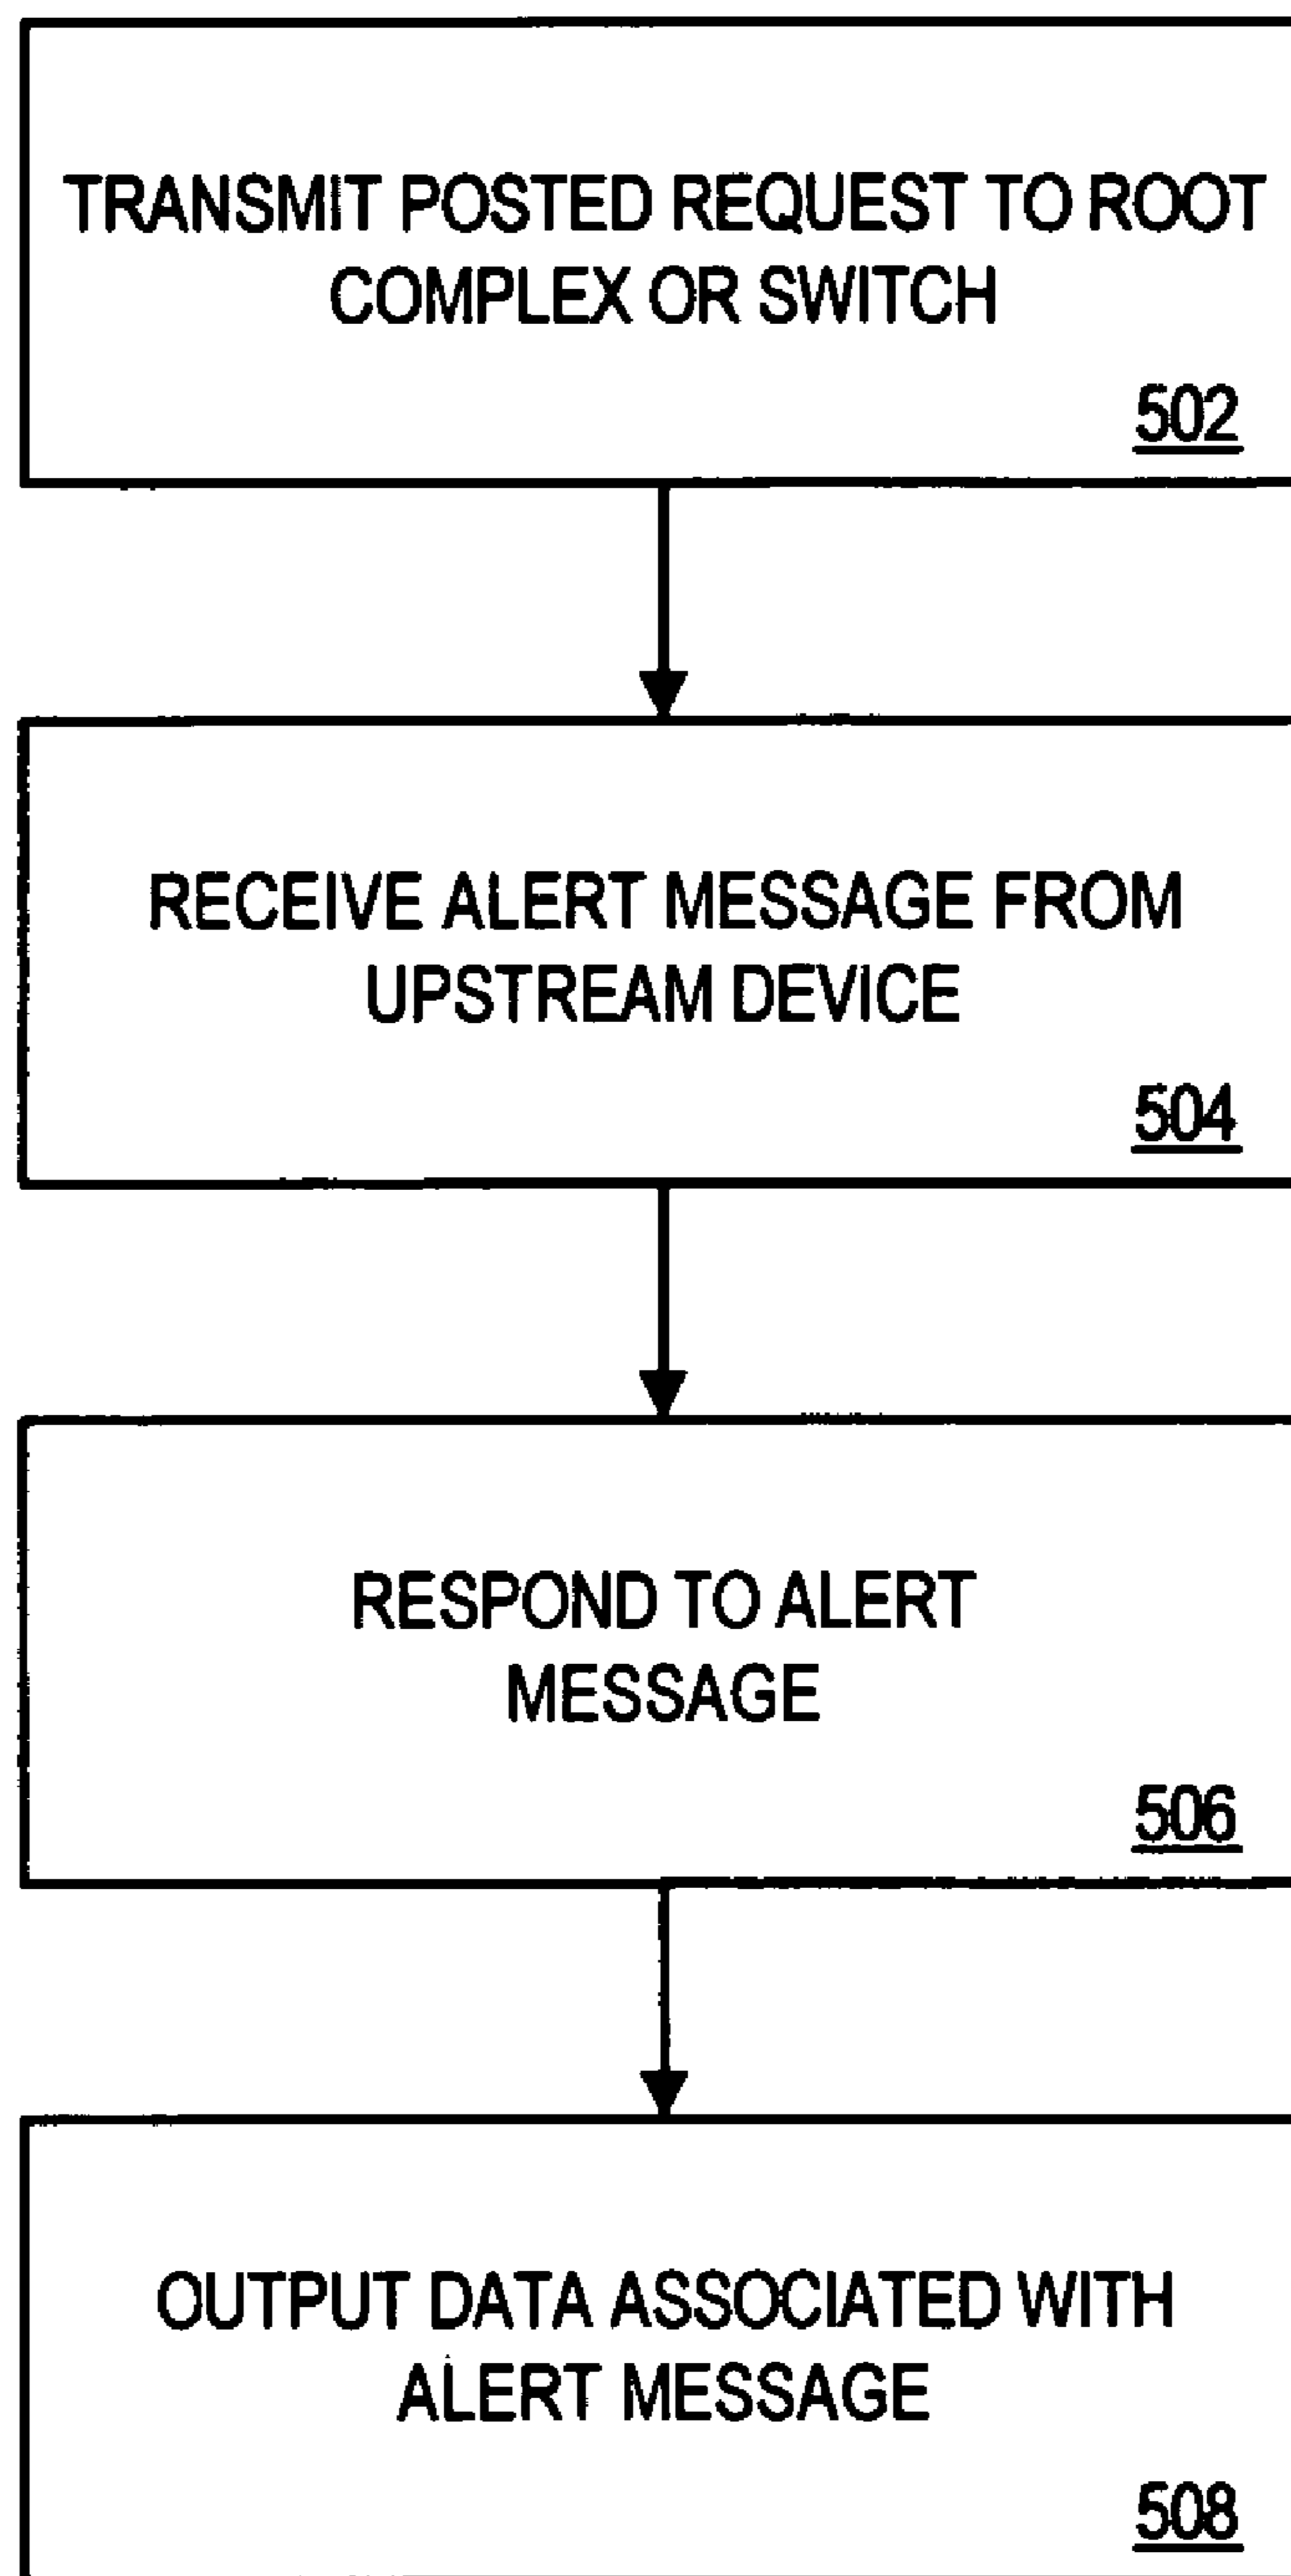 TRANSMIT POSTED REQUEST TO ROOT
COMPLEX OR SWITCH
502
RECEIVE ALERT MESSAGE FROM
UPSTREAM DEVICE
504
RESPOND TO ALERT
MESSAGE
506
OUTPUT DATA ASSOCIATED WITH
ALERT MESSAGE
508